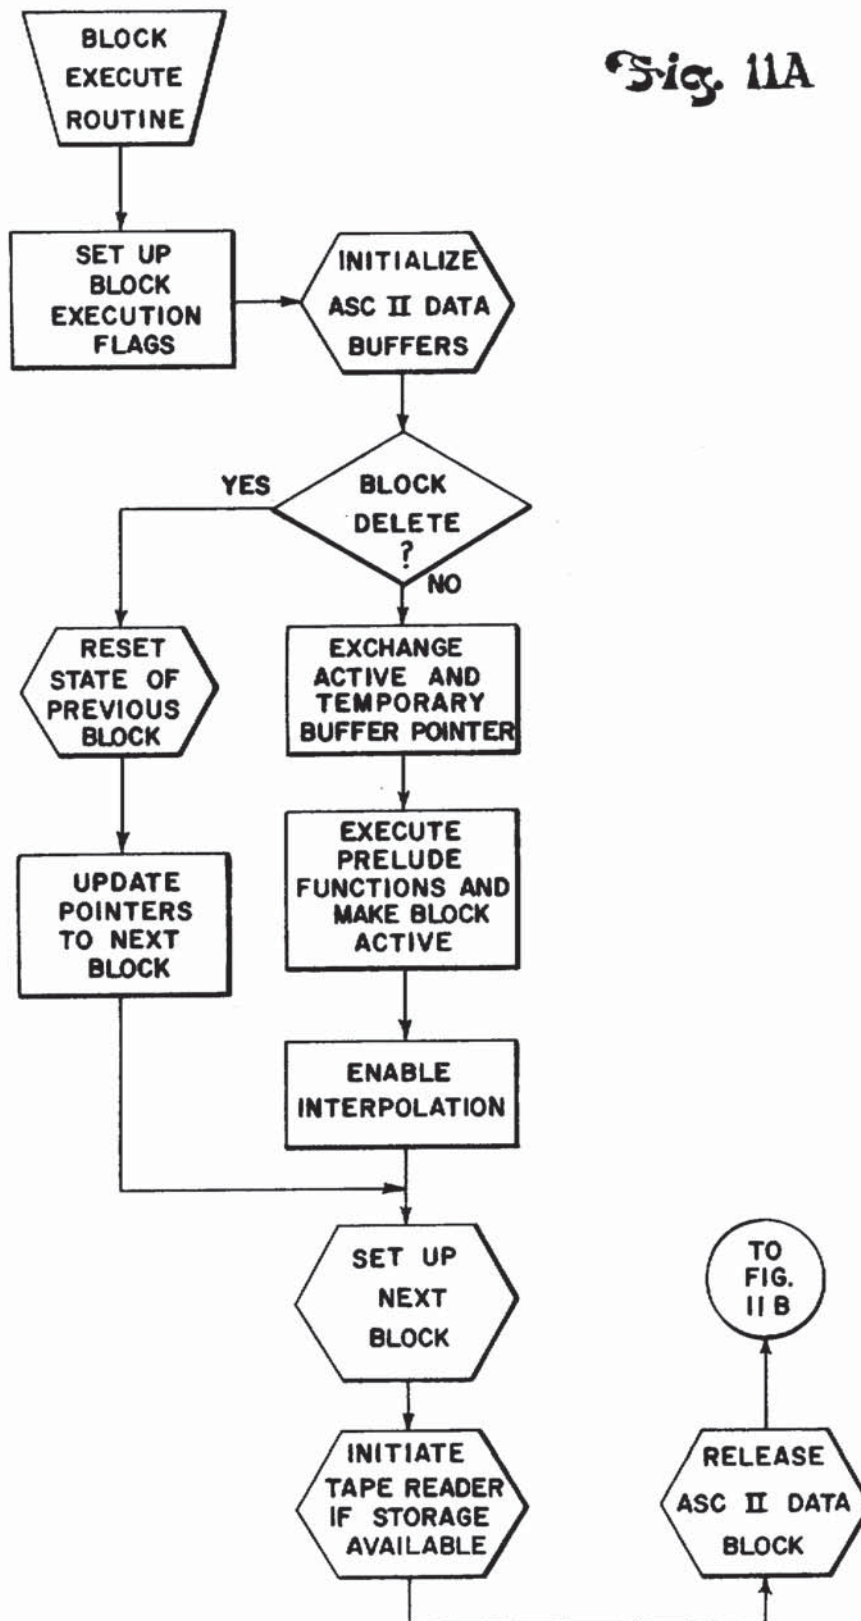 Fig. 11A
BLOCK
EXECUTE
ROUTINE
SET UP
BLOCK
EXECUTION
FLAGS
INITIALIZE
ASC II DATA
BUFFERS
BLOCK
DELETE
?
YES
NO
RESET
STATE OF
PREVIOUS
BLOCK
UPDATE
POINTERS
TO NEXT
BLOCK
EXCHANGE
ACTIVE AND
TEMPORARY
BUFFER POINTER
EXECUTE
PRELUDE
FUNCTIONS AND
MAKE BLOCK
ACTIVE
ENABLE
INTERPOLATION
SET UP
NEXT
BLOCK
INITIATE
TAPE READER
IF STORAGE
AVAILABLE
RELEASE
ASC II DATA
BLOCK
TO
FIG.
11 B